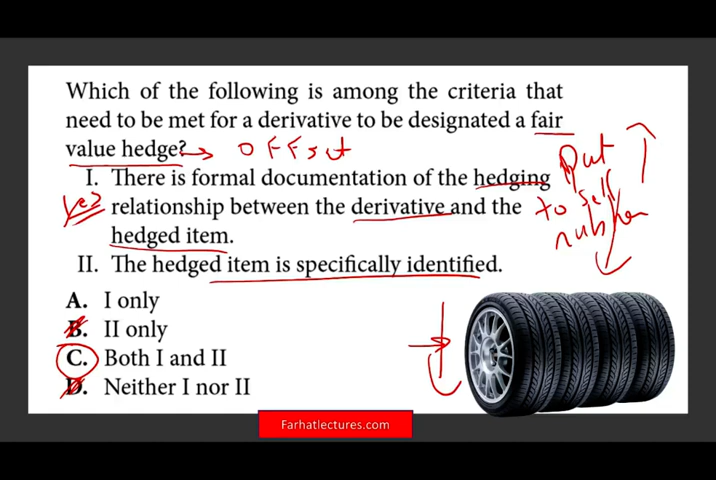 Which of the following is among the criteria that
need to be met for a derivative to be designated a fair
value hedge? OFFset
I. There is formal documentation of the hedging
Yes relationship between the derivative and the
hedged item.
II. The hedged item is specifically identified.
A. I only
B. II only
C. Both I and II
D. Neither I nor II
Put
to sell
rubber
Farhatlectures.com